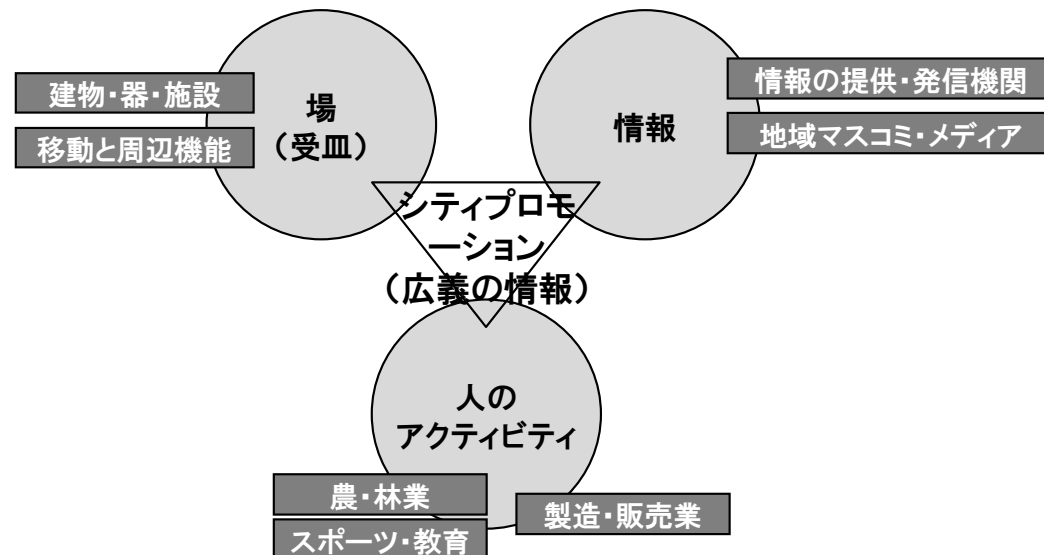 建物・器・施設
移動と周辺機能
場
（受皿）
情報
情報の提供・発信機関
地域マスコミ・メディア
シティプロモ
ーション
（広義の情報）
人の
アクティビティ
農・林業
スポーツ・教育
製造・販売業